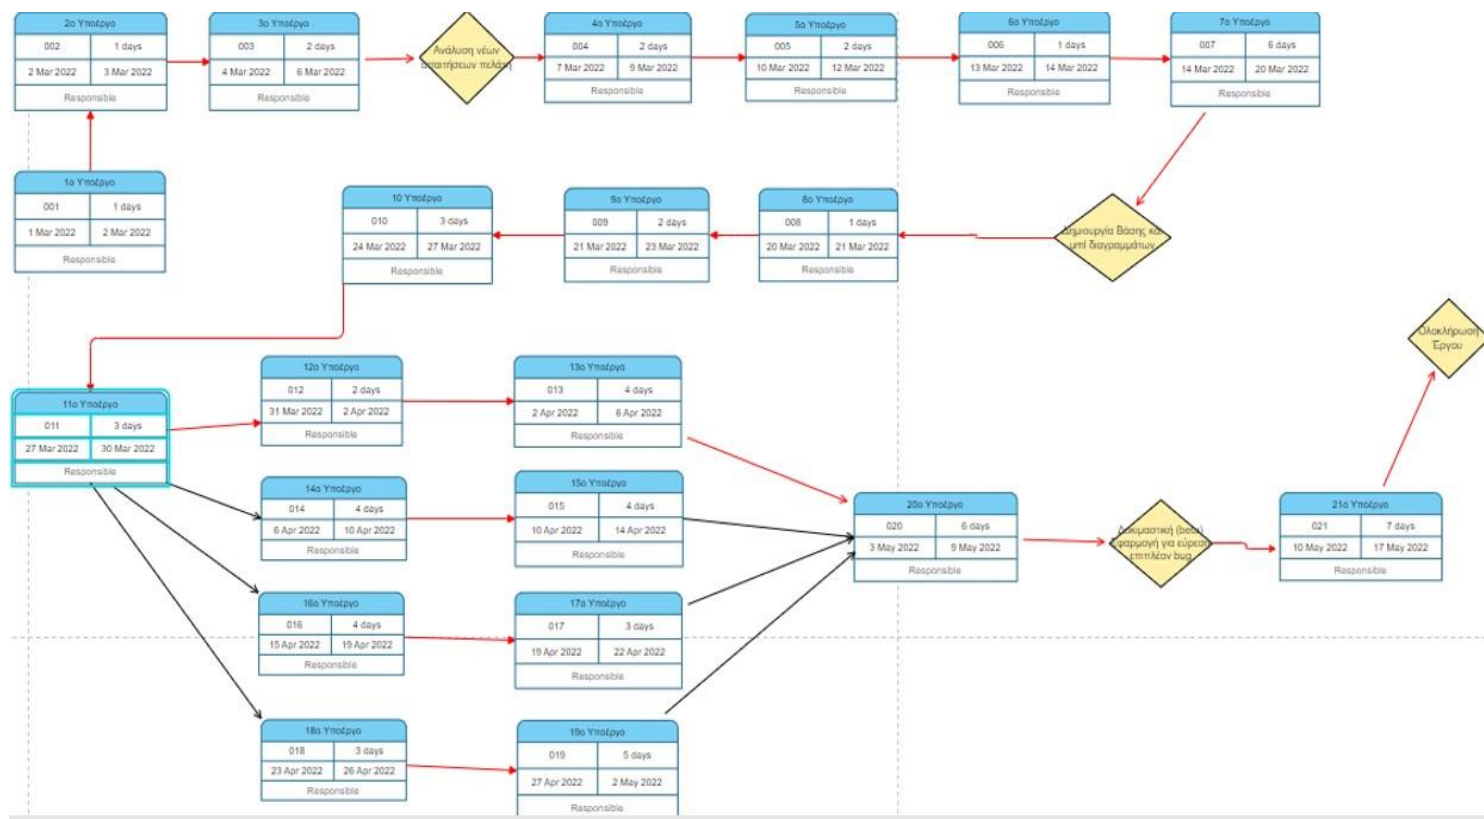 2ο Υποέργο
002 1 days
2 Mar 2022 3 Mar 2022
Responsible
3ο Υποέργο
003 2 days
4 Mar 2022 6 Mar 2022
Responsible
Ανάλυση νέων
απαιτήσεων πελάτη
4ο Υποέργο
004 2 days
7 Mar 2022 9 Mar 2022
Responsible
5ο Υποέργο
005 2 days
10 Mar 2022 12 Mar 2022
Responsible
6ο Υποέργο
006 1 days
13 Mar 2022 14 Mar 2022
Responsible
7ο Υποέργο
007 6 days
14 Mar 2022 20 Mar 2022
Responsible
1ο Υποέργο
001 1 days
1 Mar 2022 2 Mar 2022
Responsible
10 Υποέργο
010 3 days
24 Mar 2022 27 Mar 2022
Responsible
9ο Υποέργο
009 2 days
21 Mar 2022 23 Mar 2022
Responsible
8ο Υποέργο
008 1 days
20 Mar 2022 21 Mar 2022
Responsible
Δημιουργία Βάσης και
uml διαγραμμάτων
Ολοκλήρωση
Έργου
11ο Υποέργο
011 3 days
27 Mar 2022 30 Mar 2022
Responsible
12ο Υποέργο
012 2 days
31 Mar 2022 2 Apr 2022
Responsible
13ο Υποέργο
013 4 days
2 Apr 2022 6 Apr 2022
Responsible
14ο Υποέργο
014 4 days
6 Apr 2022 10 Apr 2022
Responsible
15ο Υποέργο
015 4 days
10 Apr 2022 14 Apr 2022
Responsible
20ο Υποέργο
020 6 days
3 May 2022 9 May 2022
Responsible
Δοκιμαστική (beta)
εφαρμογή για εύρεση
επιπλέον bug
21ο Υποέργο
021 7 days
10 May 2022 17 May 2022
Responsible
16ο Υποέργο
016 4 days
15 Apr 2022 19 Apr 2022
Responsible
17ο Υποέργο
017 3 days
19 Apr 2022 22 Apr 2022
Responsible
18ο Υποέργο
018 3 days
23 Apr 2022 26 Apr 2022
Responsible
19ο Υποέργο
019 5 days
27 Apr 2022 2 May 2022
Responsible